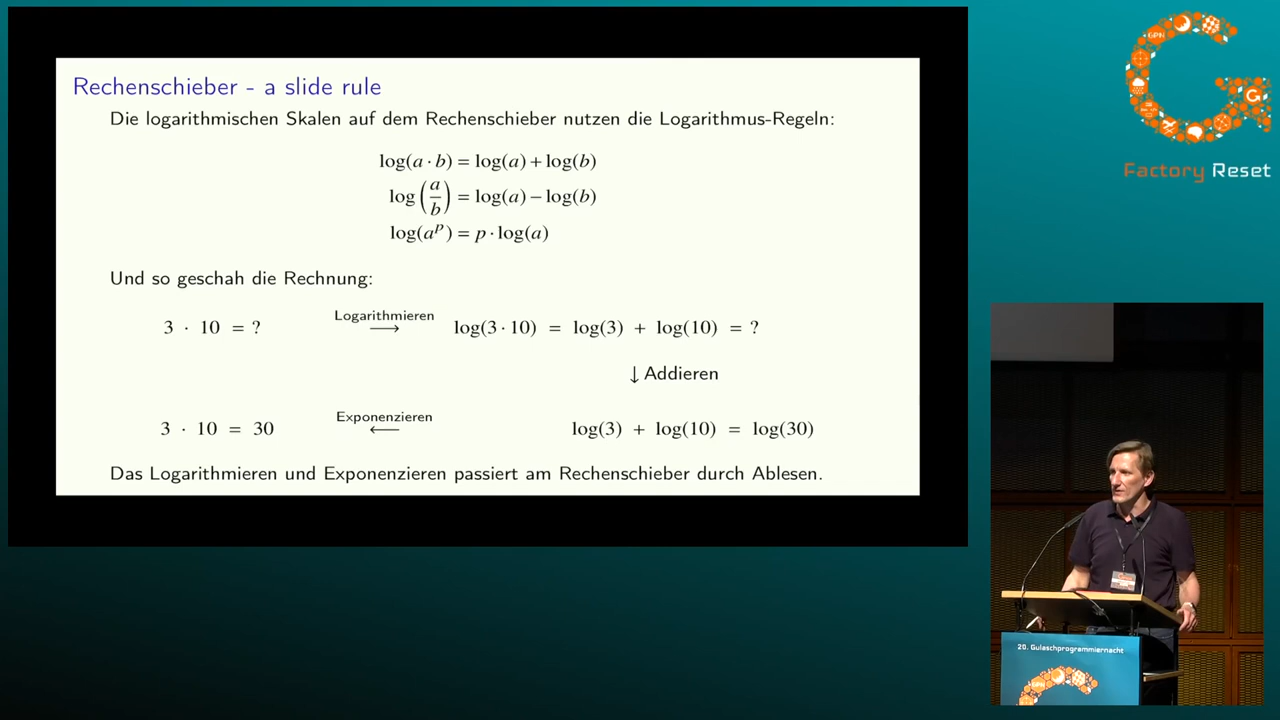 Rechenschieber - a slide rule
Die logarithmischen Skalen auf dem Rechenschieber nutzen die Logarithmus-Regeln:
log(a · b) = log(a) + log(b)
log(a/b) = log(a) − log(b)
log(aᵖ) = p · log(a)
Und so geschah die Rechnung:
3 · 10 = ? Logarithmieren ⟶ log(3 · 10) = log(3) + log(10) = ?
↓ Addieren
3 · 10 = 30 Exponenzieren ⟵ log(3) + log(10) = log(30)
Das Logarithmieren und Exponenzieren passiert am Rechenschieber durch Ablesen.
GPN
G
Factory Reset
20. Gulaschprogrammiernacht